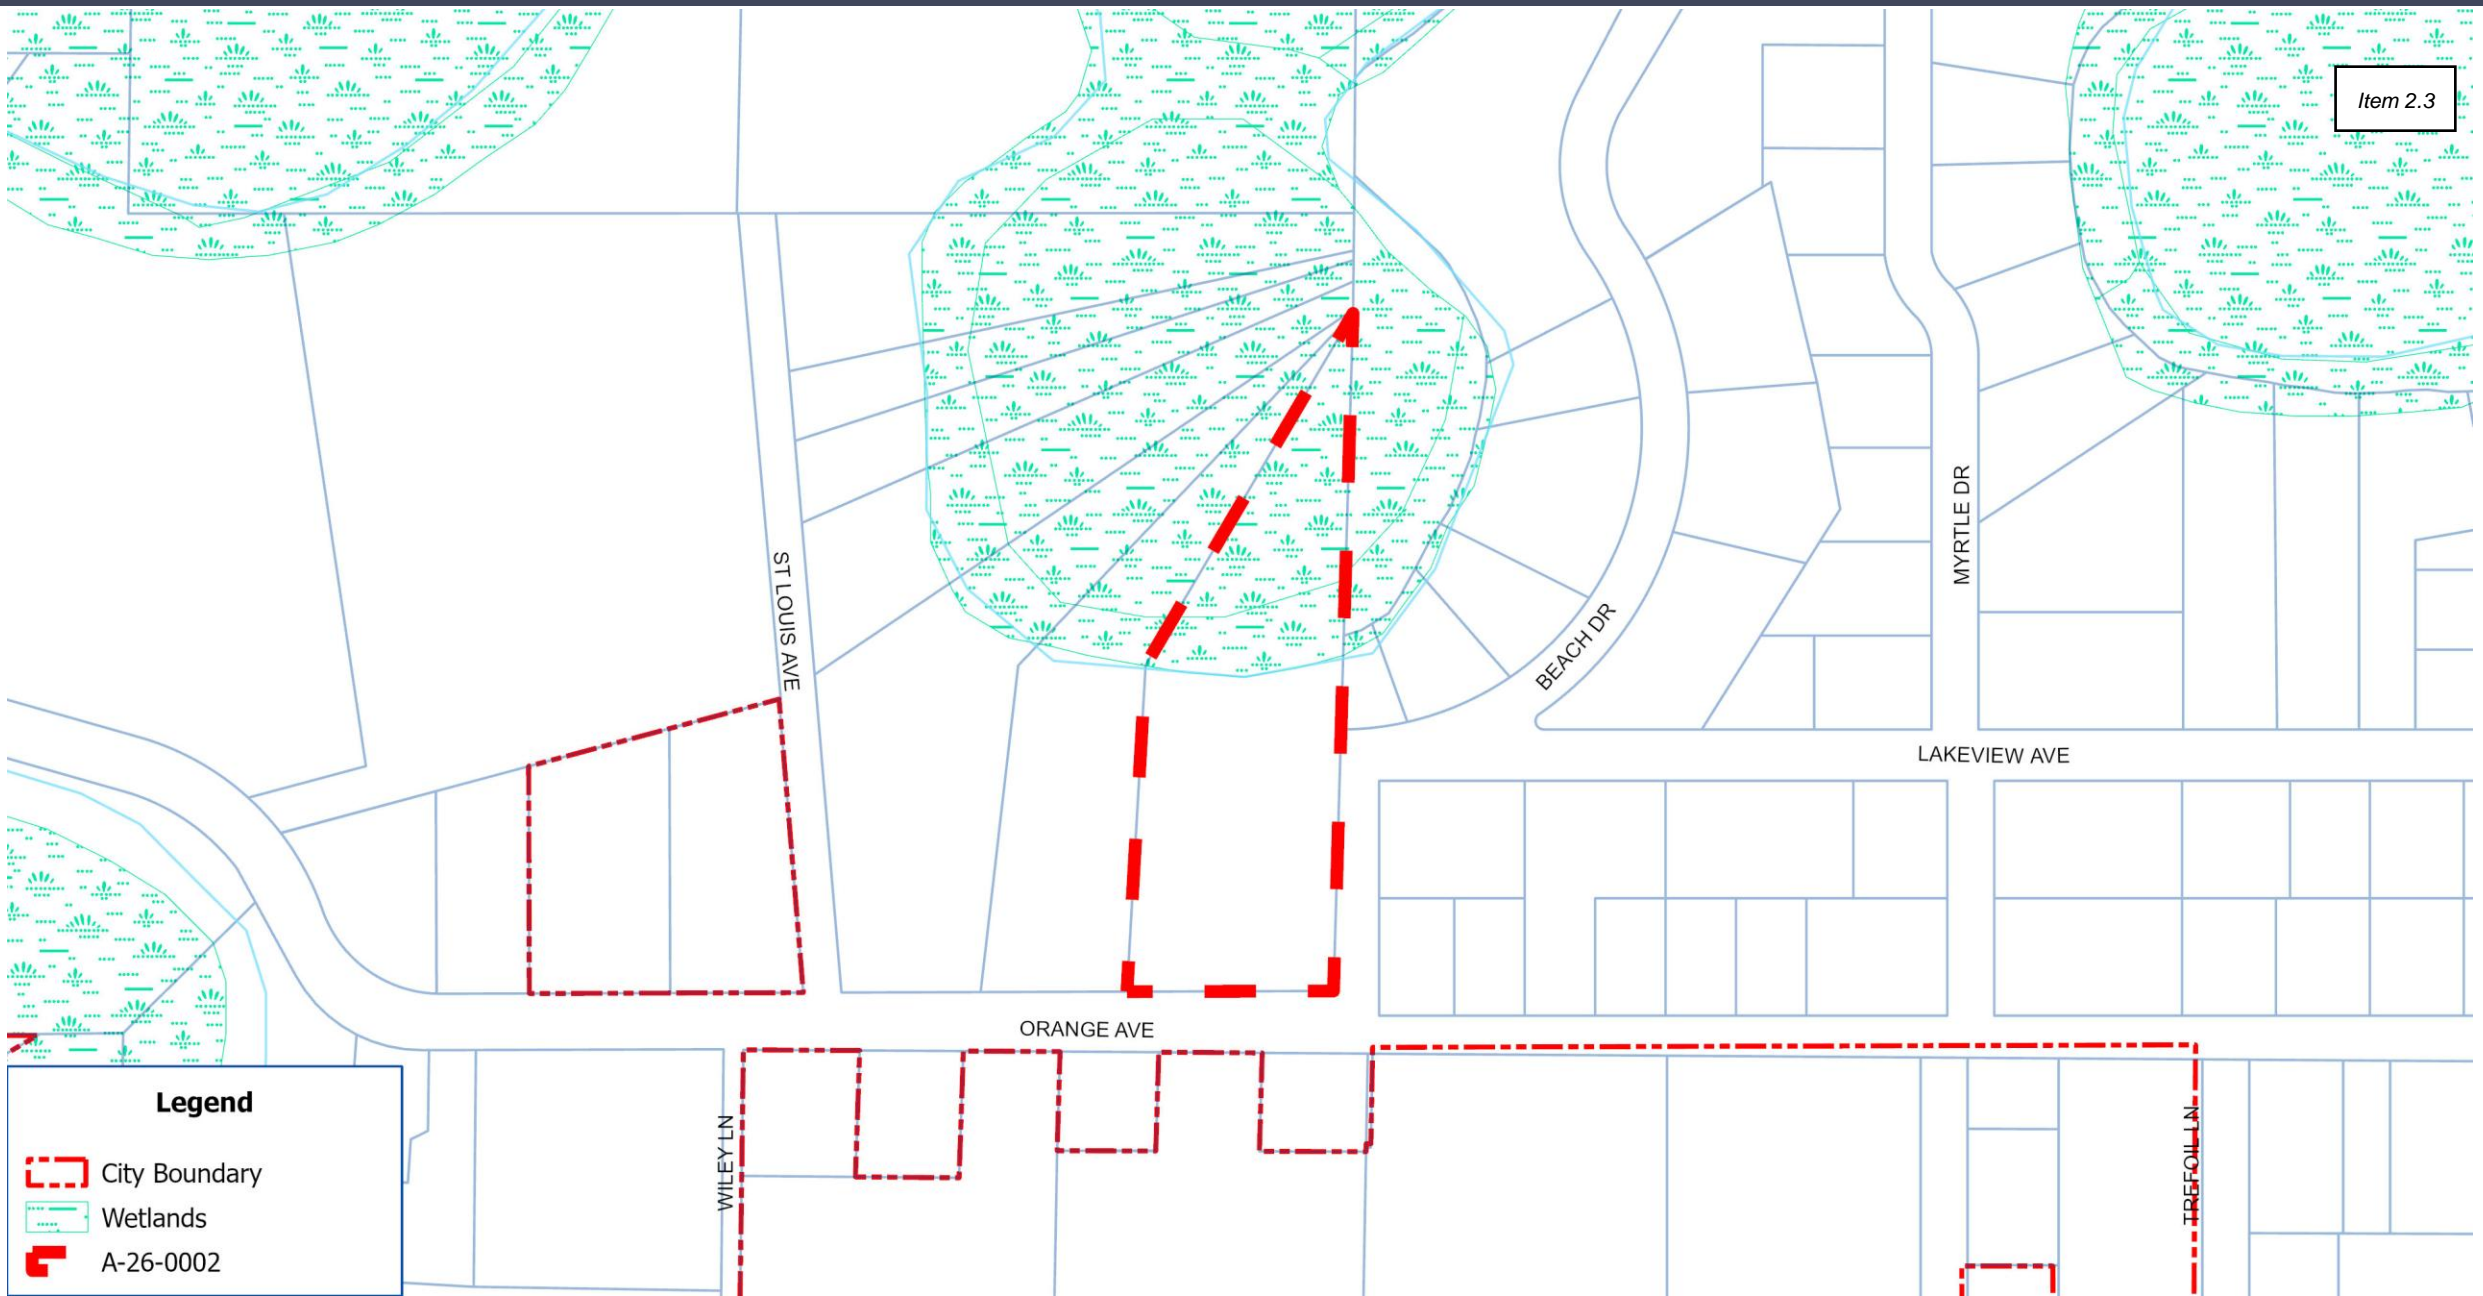 Item 2.3
MYRTLE DR
ST LOUIS AVE
BEACH DR
LAKEVIEW AVE
ORANGE AVE
Legend
City Boundary
Wetlands
A-26-0002
WILEY LN
TREFOIL LN